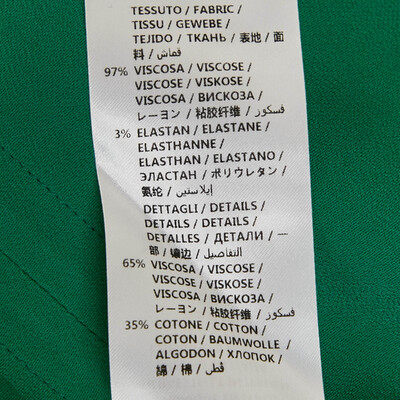 TESSUTO / FABRIC /
TISSU / GEWEBE /
TEJIDO / ТКАНЬ / 表地 / 面
料 / قماش /
97% VISCOSA / VISCOSE /
VISCOSE / VISKOSE /
VISCOSA / ВИСКОЗА /
レーヨン / 粘胶纤维 / فسكوز /
3% ELASTAN / ELASTANE /
ELASTHANNE /
ELASTHAN / ELASTANO /
ЭЛАСТАН / ポリウレタン /
氨纶 / إيلاستين /
DETTAGLI / DETAILS /
DETAILS / DETAILS /
DETALLES / ДЕТАЛИ / 一
部 / 镶边 / التفاصيل /
65% VISCOSA / VISCOSE /
VISCOSE / VISKOSE /
VISCOSA / ВИСКОЗА /
レーヨン / 粘胶纤维 / فسكوز /
35% COTONE / COTTON /
COTON / BAUMWOLLE /
ALGODON / ХЛОПОК /
綿 / 棉 / قطن /